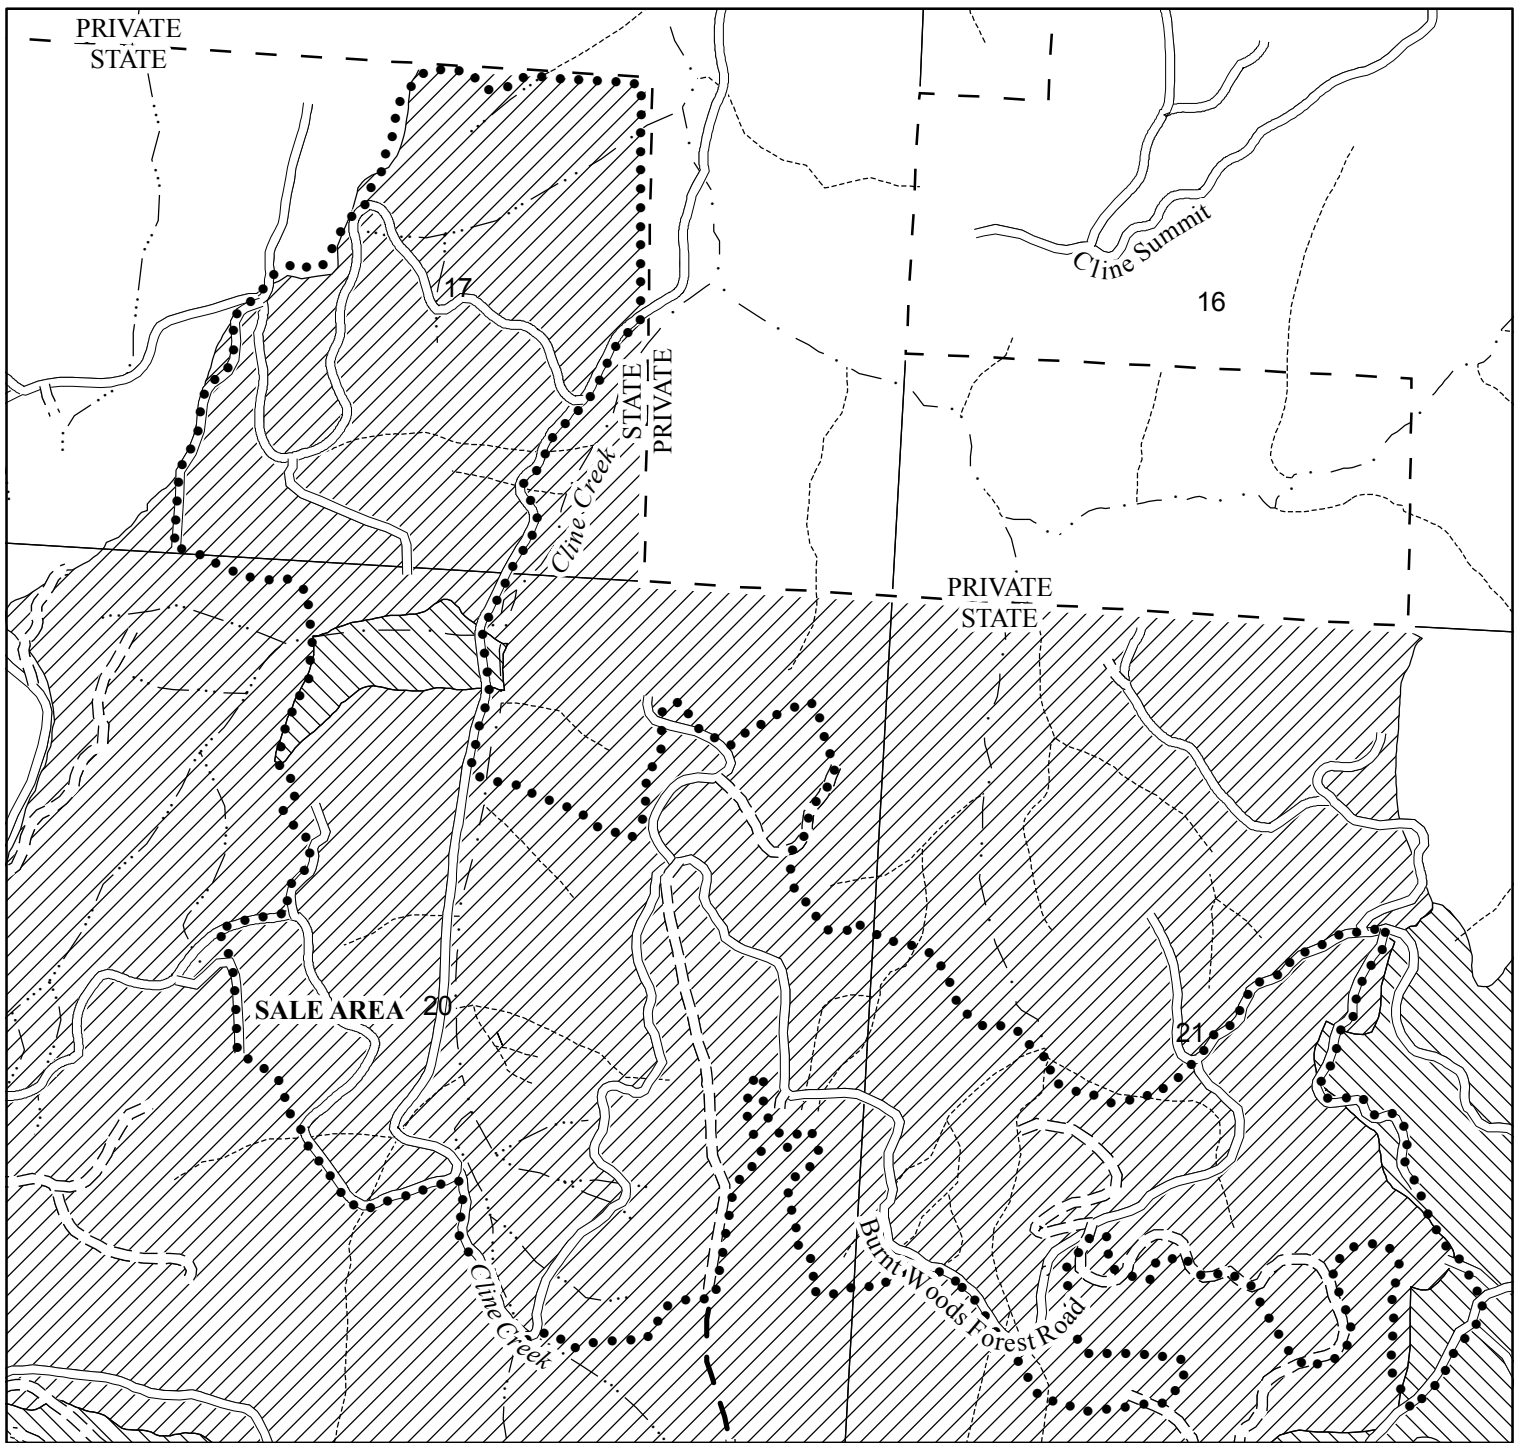 PRIVATE
STATE
Cline Summit
17
16
STATE
PRIVATE
Cline Creek
PRIVATE
STATE
SALE AREA
20
21
Burnt Woods Forest Road
Cline Creek